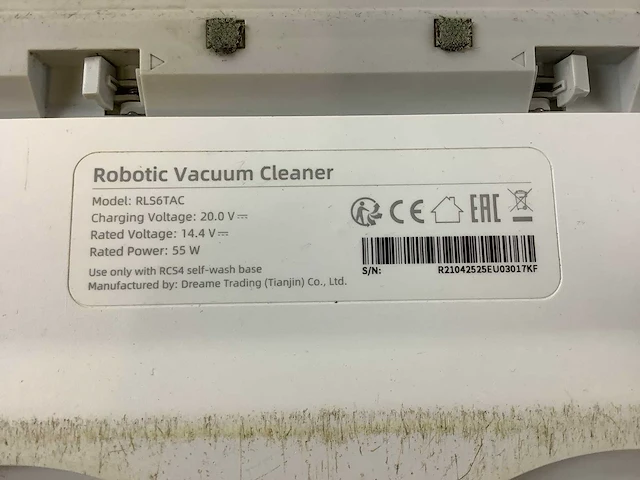 Robotic Vacuum Cleaner
Model: RLS6TAC
Charging Voltage: 20.0 V⎓
Rated Voltage: 14.4 V⎓
Rated Power: 55 W
Use only with RCS4 self-wash base
Manufactured by: Dreame Trading (Tianjin) Co., Ltd.
CE EAC
S/N: R21042525EU03017KF